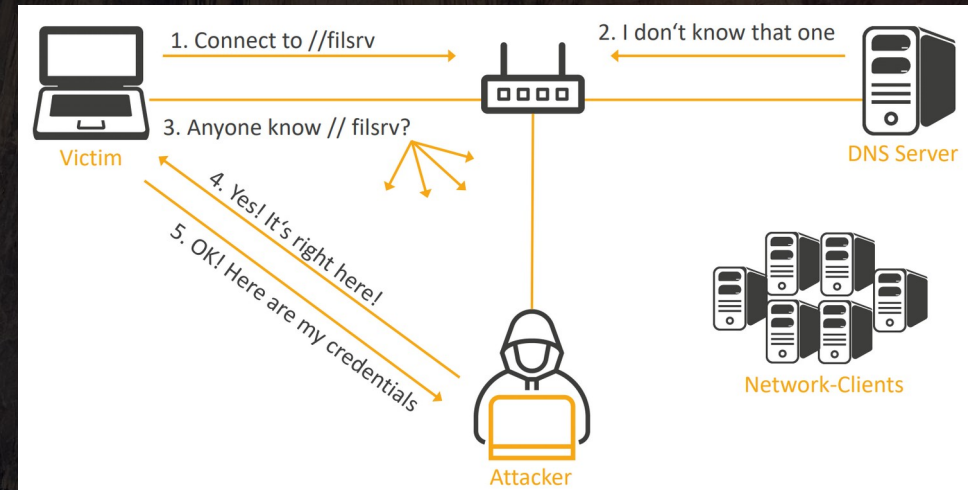 1. Connect to //filsrv
2. I don‘t know that one
3. Anyone know // filsrv?
Victim
DNS Server
4. Yes! It‘s right here!
5. OK! Here are my credentials
Network-Clients
Attacker